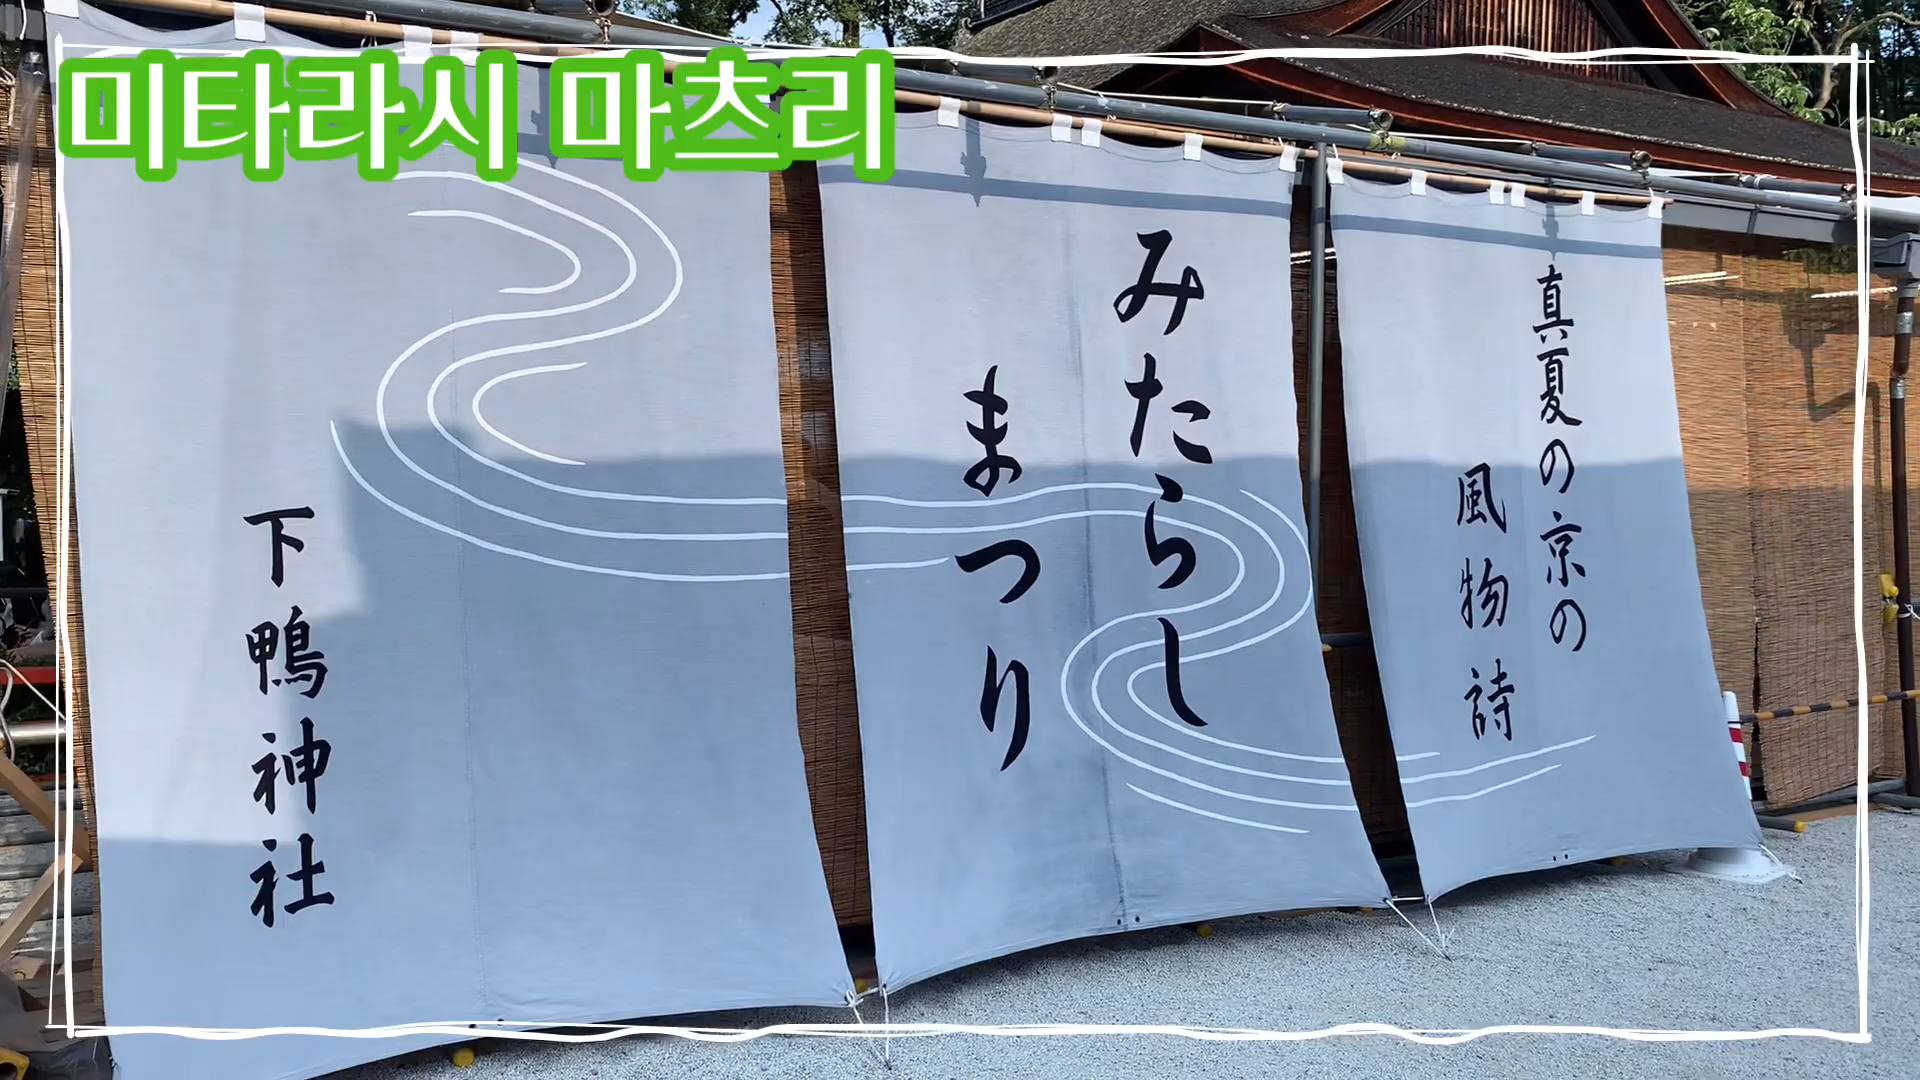 미타라시 마츠리
真夏の京の
風物詩
みたらし
まつり
下鴨神社